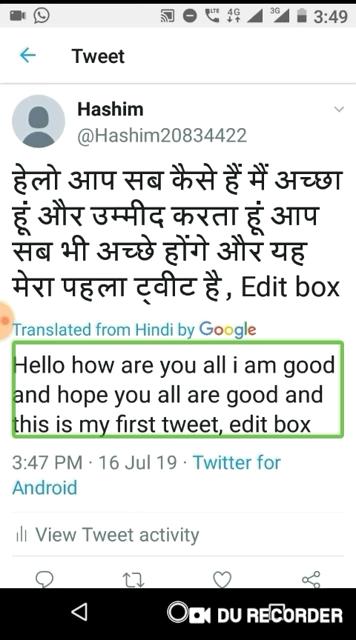 LTE 4G 3G 3:49
Tweet
Hashim
@Hashim20834422
हेलो आप सब कैसे हैं मैं अच्छा
हूं और उम्मीद करता हूं आप
सब भी अच्छे होंगे और यह
मेरा पहला ट्वीट है, Edit box
Translated from Hindi by Google
Hello how are you all i am good
and hope you all are good and
this is my first tweet, edit box
3:47 PM · 16 Jul 19 · Twitter for
Android
View Tweet activity
DU RECORDER